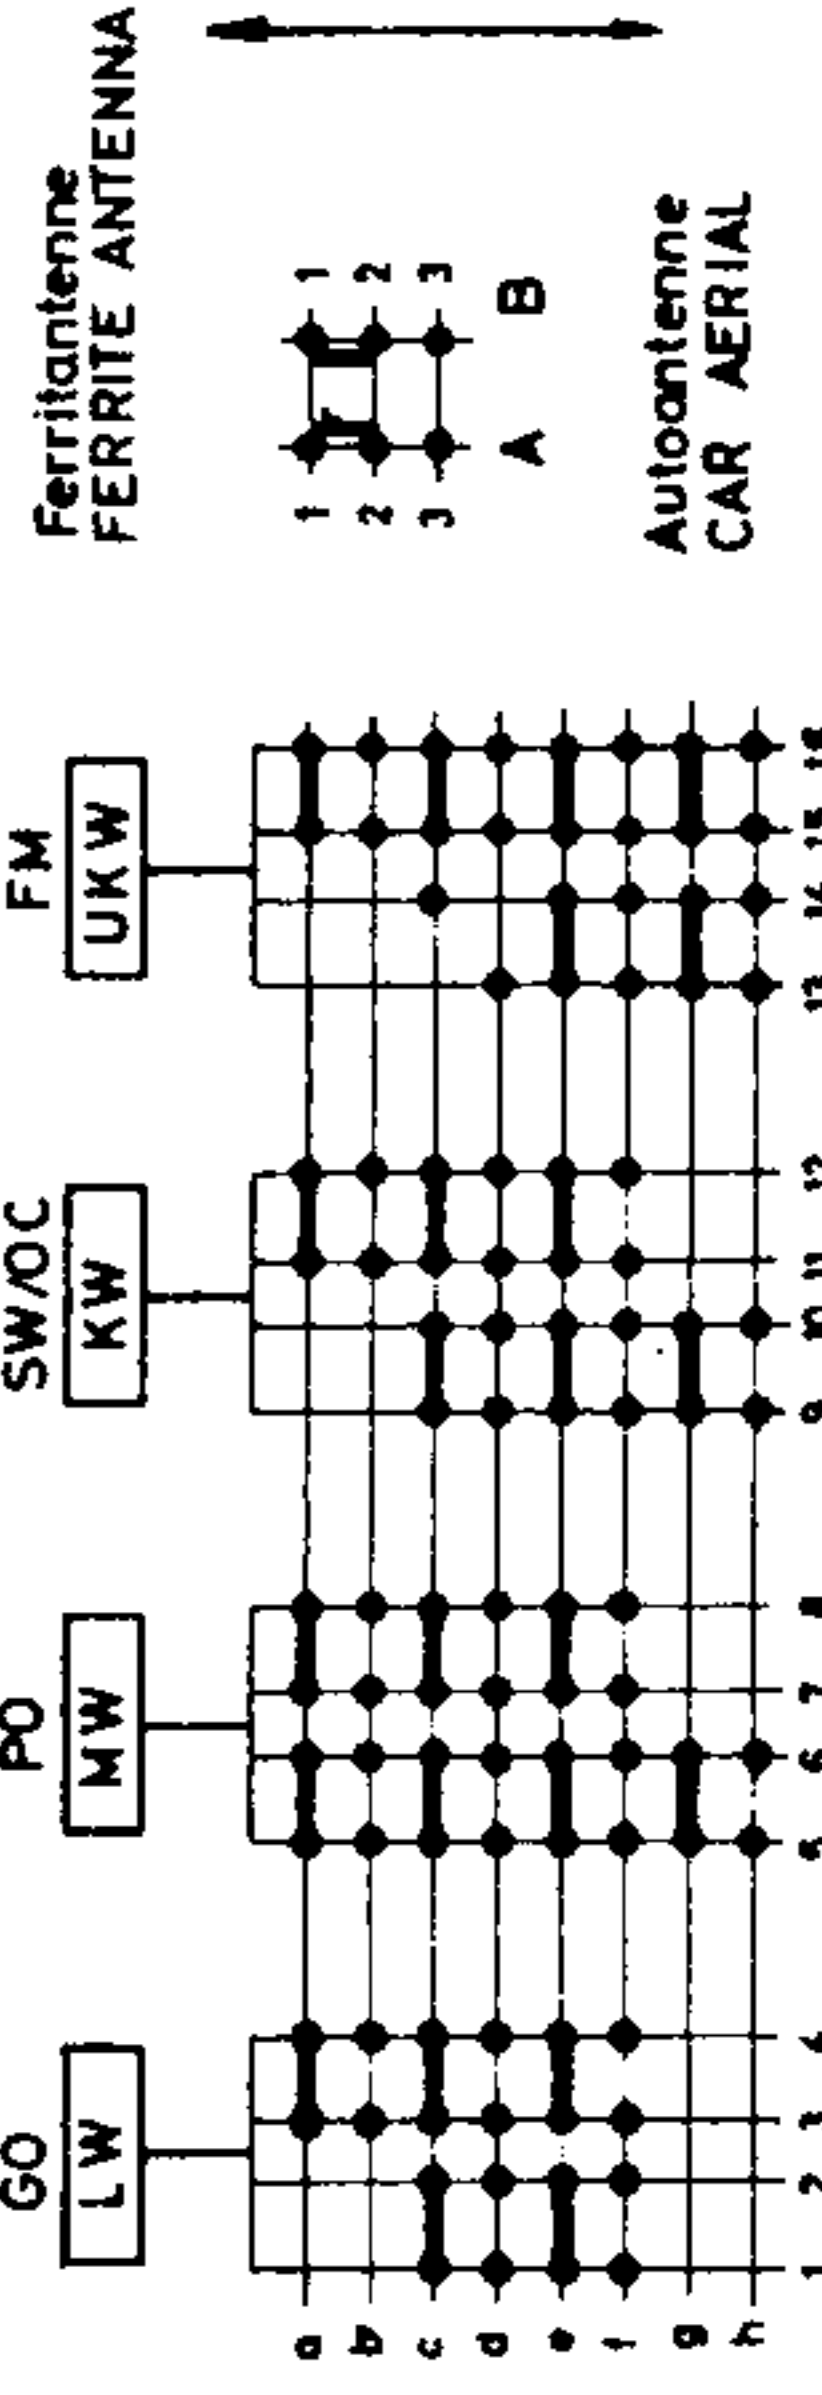 GO
LW
PO
MW
SW/OC
KW
FM
UKW
a
b
c
d
e
f
g
h
1 2 3 4 5 6 7 8 9 10 11 12 13 14 15 16
Ferritantenne
FERRITE ANTENNA
1 1
2 2
3 3
A B
Autoantenne
CAR AERIAL